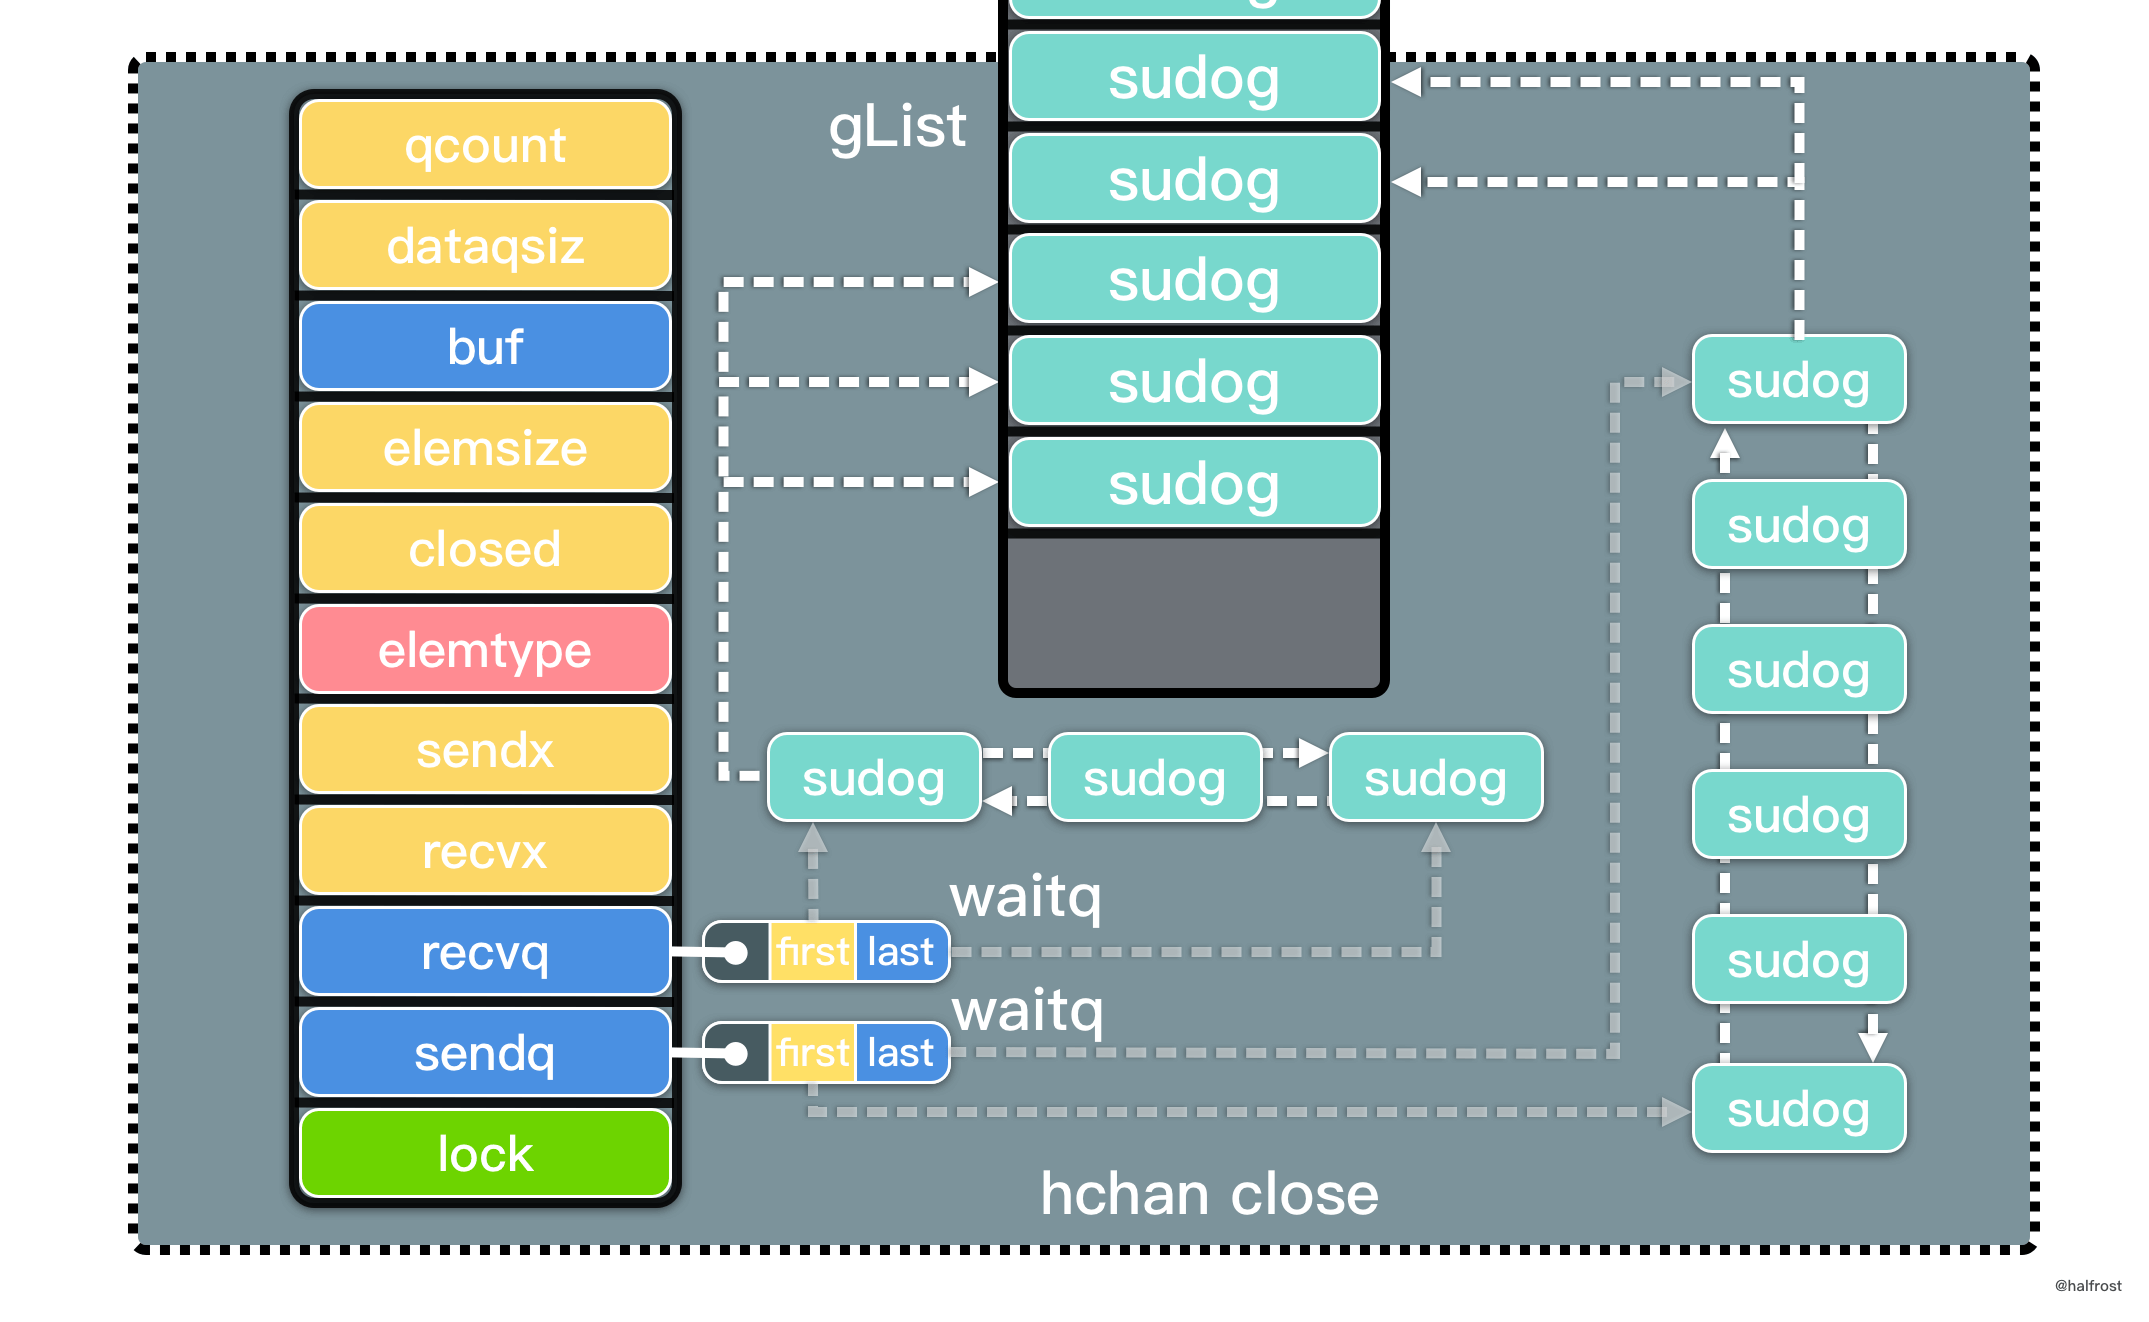 qcount
dataqsiz
buf
elemsize
closed
elemtype
sendx
recvx
recvq
sendq
lock
gList
sudog
sudog
sudog
sudog
sudog
sudog
sudog
sudog
waitq
first last
waitq
first last
sudog
sudog
sudog
sudog
sudog
sudog
hchan close
@halfrost